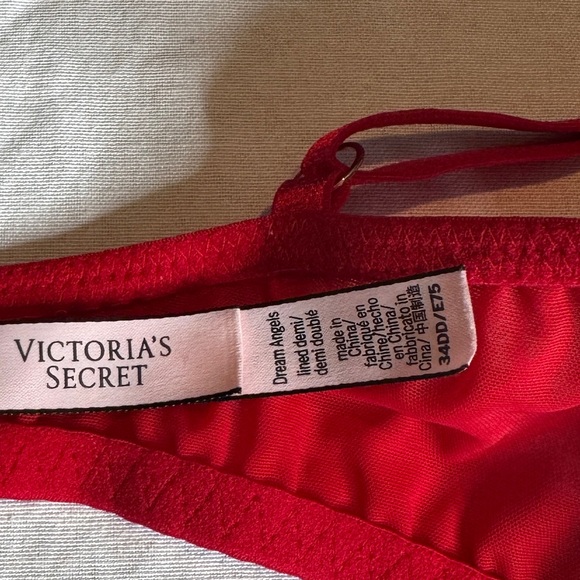 VICTORIA'S
SECRET
Dream Angels
lined demi/
demi doublé
made in
China/
fabriqué en
Chine/hecho
en China/
fabbricato in
Cina/ 中国制造
34DD/E75